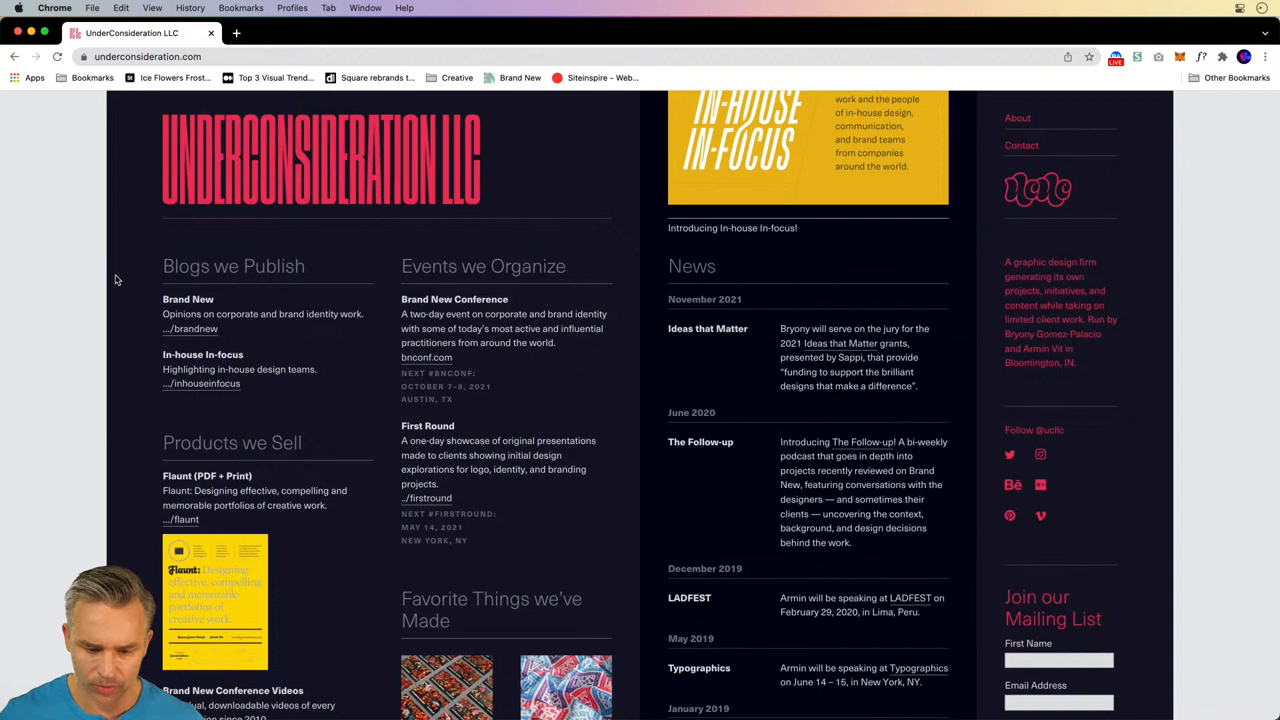 Chrome File Edit View History Bookmarks Profiles Tab Window Help
UnderConsideration LLC
underconsideration.com
LIVE
f?
Apps Bookmarks Ice Flowers Frost... Top 3 Visual Trend... Square rebrands t... Creative Brand New Siteinspire - Web... Other Bookmarks
UNDERCONSIDERATION LLC
Blogs we Publish
Brand New
Opinions on corporate and brand identity work.
.../brandnew
In-house In-focus
Highlighting in-house design teams.
.../inhouseinfocus
Products we Sell
Flaunt (PDF + Print)
Flaunt: Designing effective, compelling and
memorable portfolios of creative work.
.../flaunt
Flaunt: Designing
effective, compelling
and memorable
portfolios of
creative work.
Brand New Conference Videos
downloadable videos of every
Events we Organize
Brand New Conference
A two-day event on corporate and brand identity
with some of today's most active and influential
practitioners from around the world.
bnconf.com
NEXT #BNCONF:
OCTOBER 7–8, 2021
AUSTIN, TX
First Round
A one-day showcase of original presentations
made to clients showing initial design
explorations for logo, identity, and branding
projects.
../firstround
NEXT #FIRSTROUND:
MAY 14, 2021
NEW YORK, NY
Favorite Things we've
Made
IN-HOUSE
IN-FOCUS
work and the people
of in-house design,
communication,
and brand teams
from companies
around the world.
Introducing In-house In-focus!
News
November 2021
Ideas that Matter
Bryony will serve on the jury for the
2021 Ideas that Matter grants,
presented by Sappi, that provide
“funding to support the brilliant
designs that make a difference”.
June 2020
The Follow-up
Introducing The Follow-up! A bi-weekly
podcast that goes in depth into
projects recently reviewed on Brand
New, featuring conversations with the
designers — and sometimes their
clients — uncovering the context,
background, and design decisions
behind the work.
December 2019
LADFEST
Armin will be speaking at LADFEST on
February 29, 2020, in Lima, Peru.
May 2019
Typographics
Armin will be speaking at Typographics
on June 14 – 15, in New York, NY.
January 2019
About
Contact
ucllc
A graphic design firm
generating its own
projects, initiatives, and
content while taking on
limited client work. Run by
Bryony Gomez-Palacio
and Armin Vit in
Bloomington, IN.
Follow @ucllc
Bē
Join our
Mailing List
First Name
Email Address